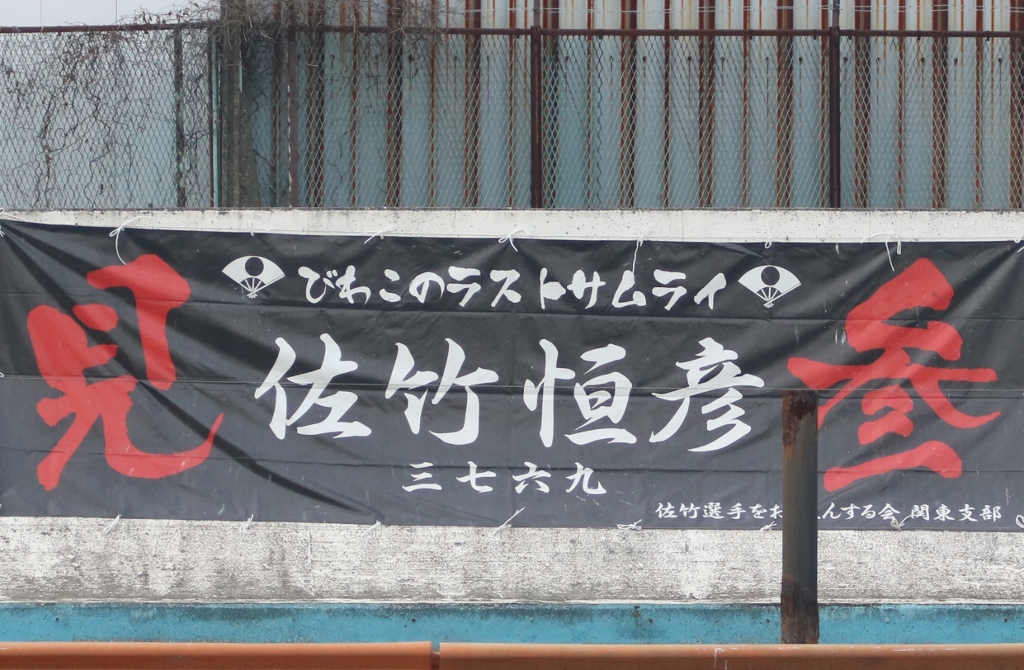 見
びわこのラストサムライ
佐竹恒彦
三七六九
参
佐竹選手をお んする会 関東支部